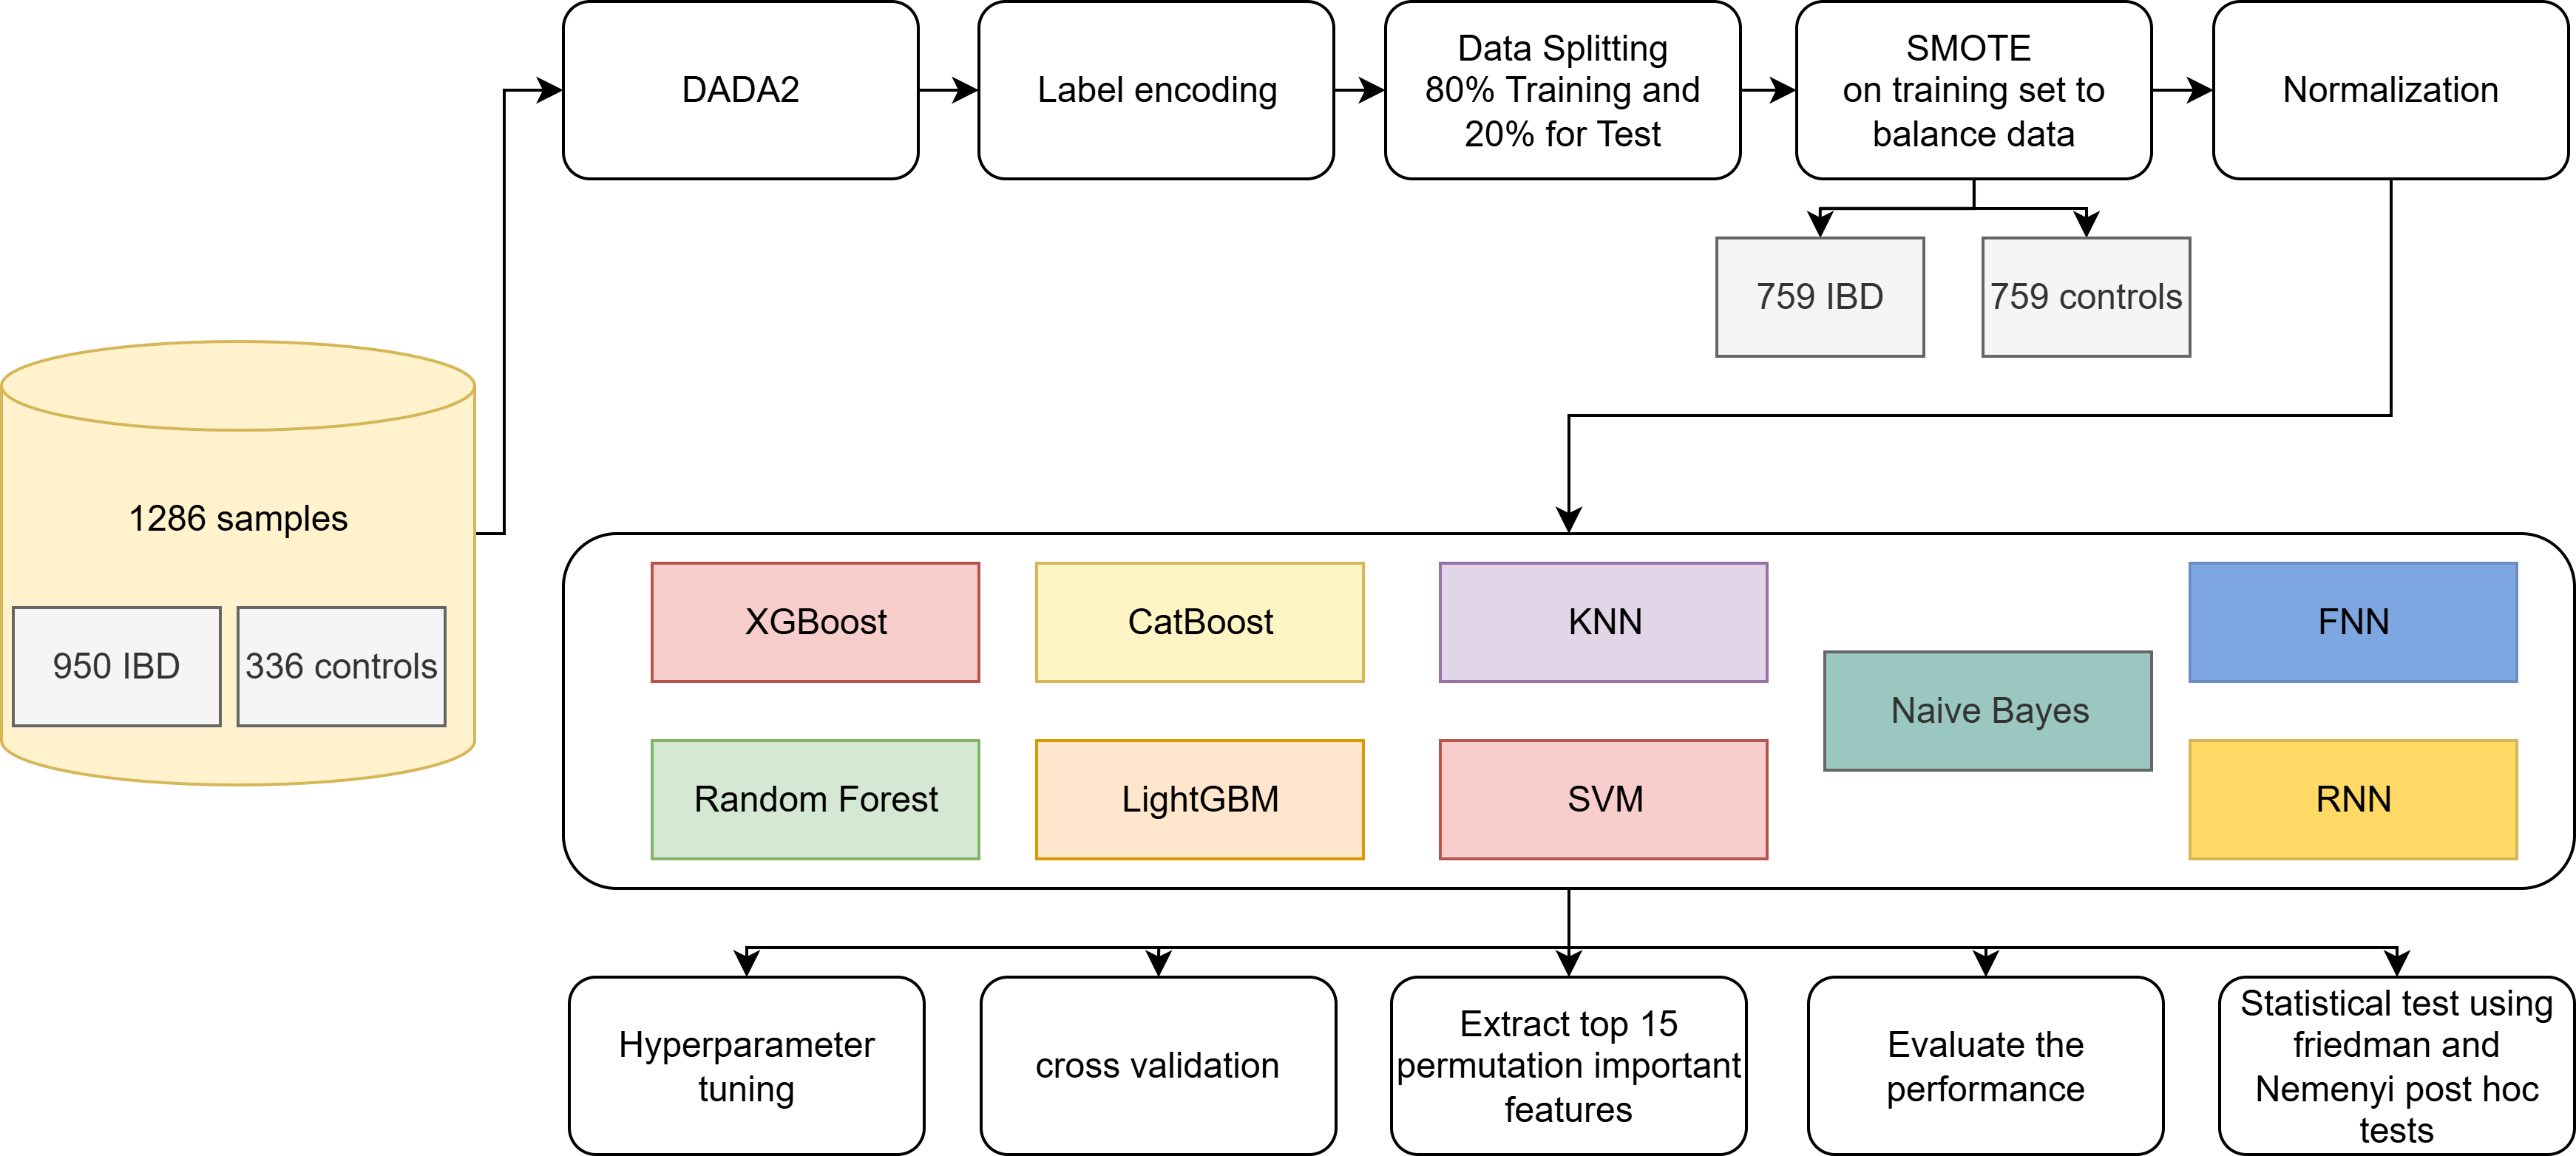 DADA2
Label encoding
Data Splitting
80% Training and
20% for Test
SMOTE
on training set to
balance data
Normalization
759 IBD
759 controls
1286 samples
950 IBD
336 controls
XGBoost
CatBoost
KNN
Naive Bayes
FNN
Random Forest
LightGBM
SVM
RNN
Hyperparameter
tuning
cross validation
Extract top 15
permutation important
features
Evaluate the
performance
Statistical test using
friedman and
Nemenyi post hoc
tests